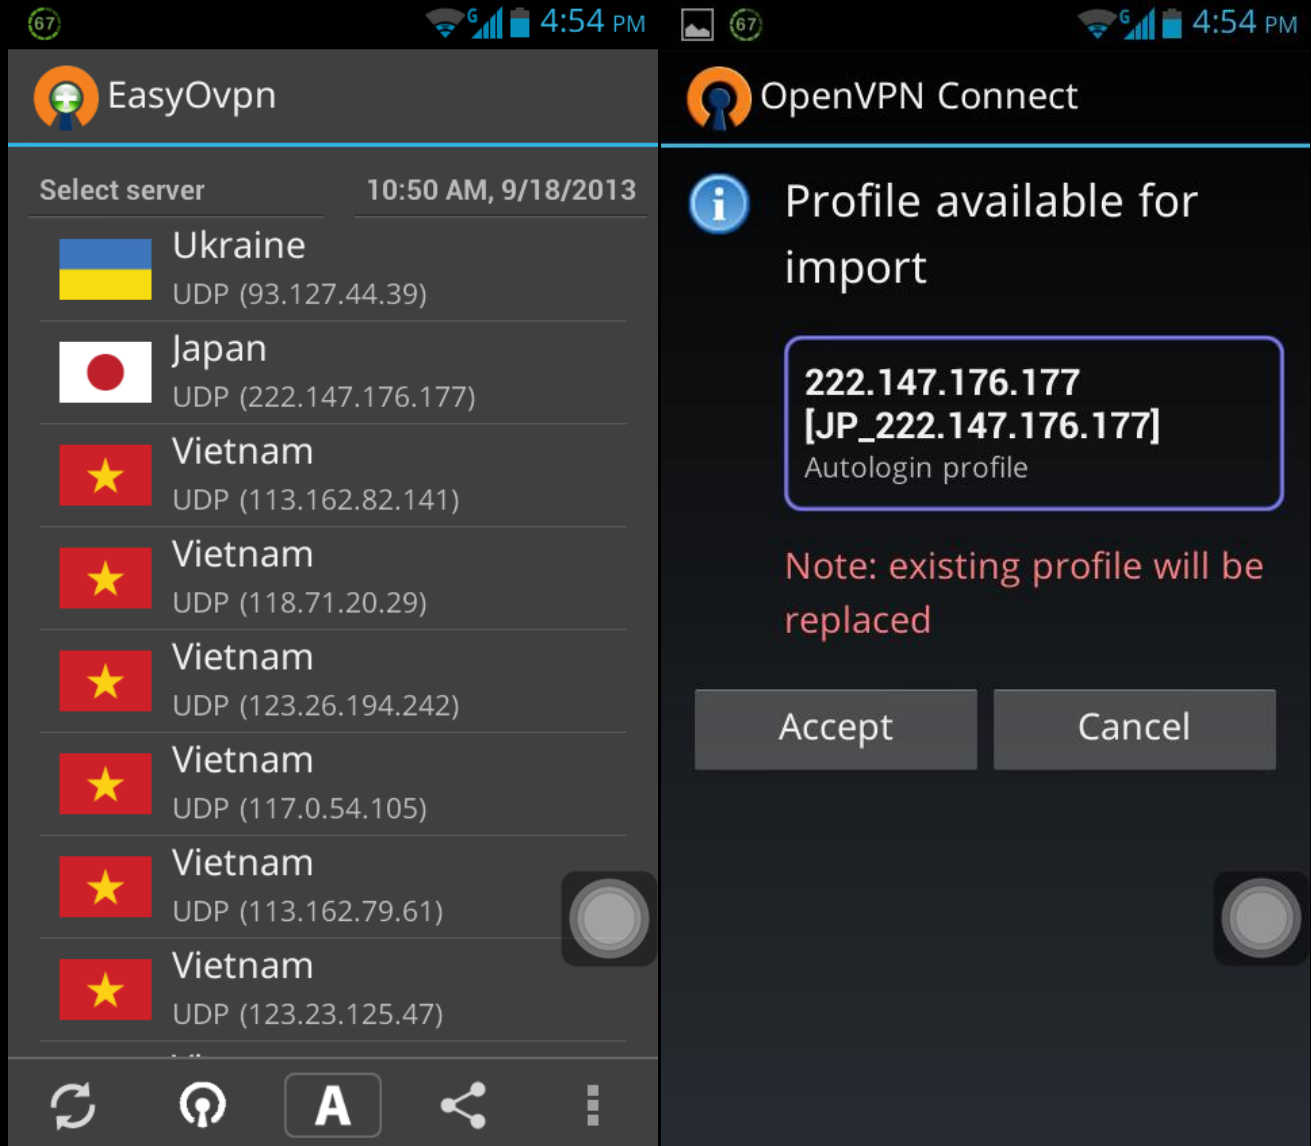 67
G
4:54 PM
EasyOvpn
Select server
10:50 AM, 9/18/2013
Ukraine
UDP (93.127.44.39)
Japan
UDP (222.147.176.177)
Vietnam
UDP (113.162.82.141)
Vietnam
UDP (118.71.20.29)
Vietnam
UDP (123.26.194.242)
Vietnam
UDP (117.0.54.105)
Vietnam
UDP (113.162.79.61)
Vietnam
UDP (123.23.125.47)
A
67
G
4:54 PM
OpenVPN Connect
Profile available for
import
222.147.176.177
[JP_222.147.176.177]
Autologin profile
Note: existing profile will be
replaced
Accept
Cancel